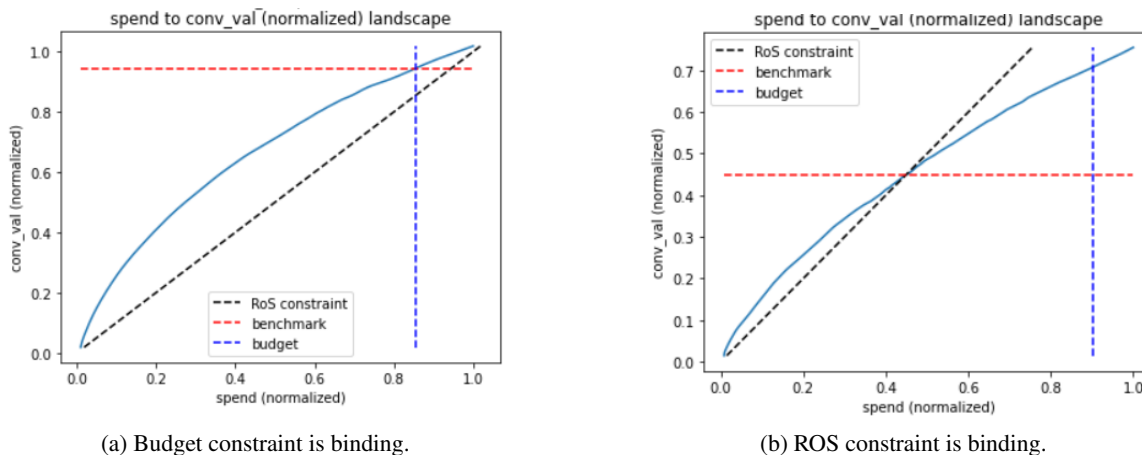 spend to conv_val (normalized) landscape
1.0
0.8
0.6
0.4
0.2
0.0
conv_val (normalized)
RoS constraint
benchmark
budget
0.0 0.2 0.4 0.6 0.8 1.0
spend (normalized)
(a) Budget constraint is binding.
spend to conv_val (normalized) landscape
RoS constraint
benchmark
budget
0.7
0.6
0.5
0.4
0.3
0.2
0.1
0.0
conv_val (normalized)
0.0 0.2 0.4 0.6 0.8 1.0
spend (normalized)
(b) ROS constraint is binding.